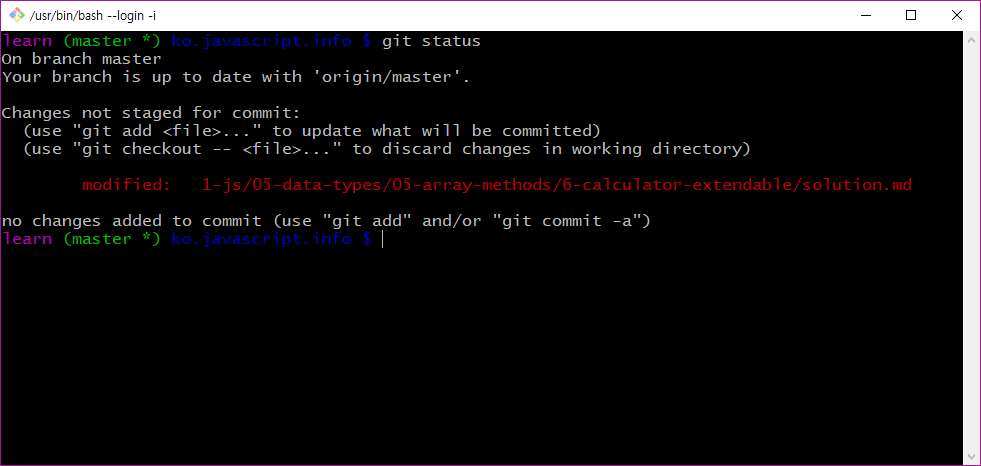 /usr/bin/bash --login -i
learn (master *) ko.javascript.info $ git status
On branch master
Your branch is up to date with 'origin/master'.
Changes not staged for commit:
(use "git add <file>..." to update what will be committed)
(use "git checkout -- <file>..." to discard changes in working directory)
modified: 1-js/05-data-types/05-array-methods/6-calculator-extendable/solution.md
no changes added to commit (use "git add" and/or "git commit -a")
learn (master *) ko.javascript.info $